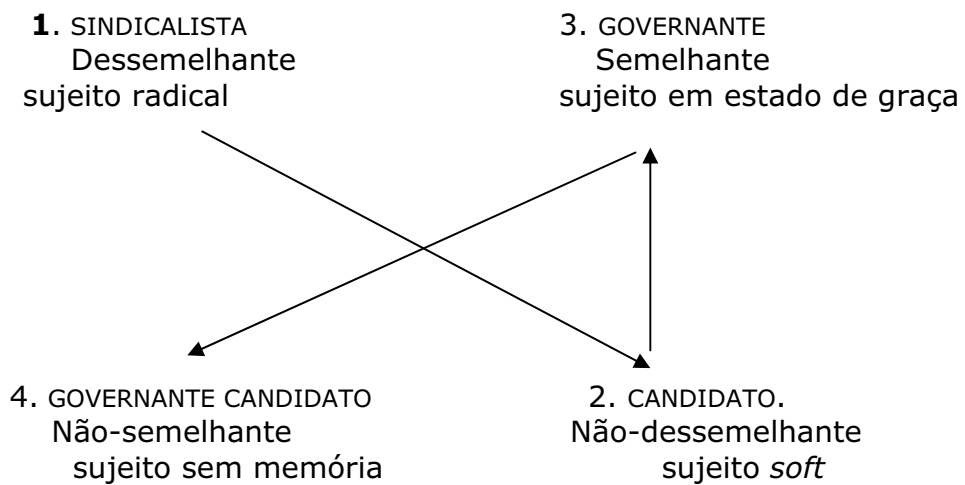 1. SINDICALISTA
Dessemelhante
sujeito radical
3. GOVERNANTE
Semelhante
sujeito em estado de graça
4. GOVERNANTE CANDIDATO
Não-semelhante
sujeito sem memória
2. CANDIDATO.
Não-dessemelhante
sujeito soft